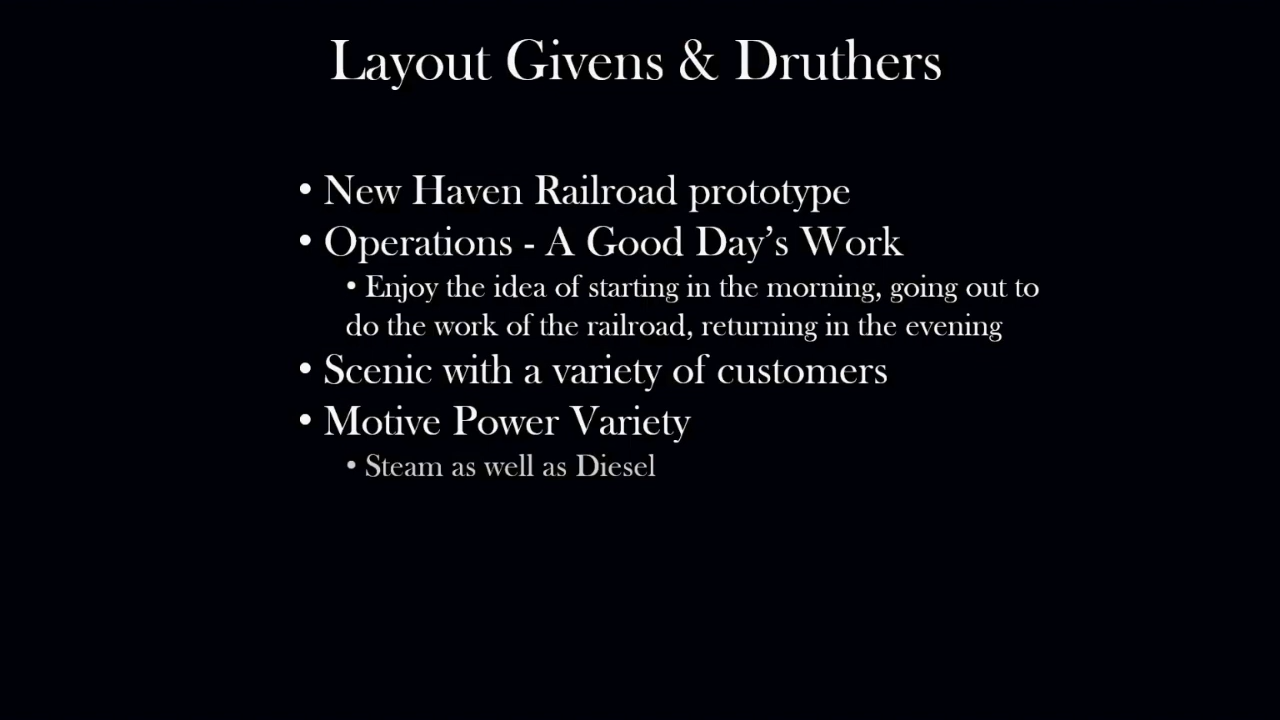 Layout Givens & Druthers
• New Haven Railroad prototype
• Operations - A Good Day’s Work
• Enjoy the idea of starting in the morning, going out to
do the work of the railroad, returning in the evening
• Scenic with a variety of customers
• Motive Power Variety
• Steam as well as Diesel